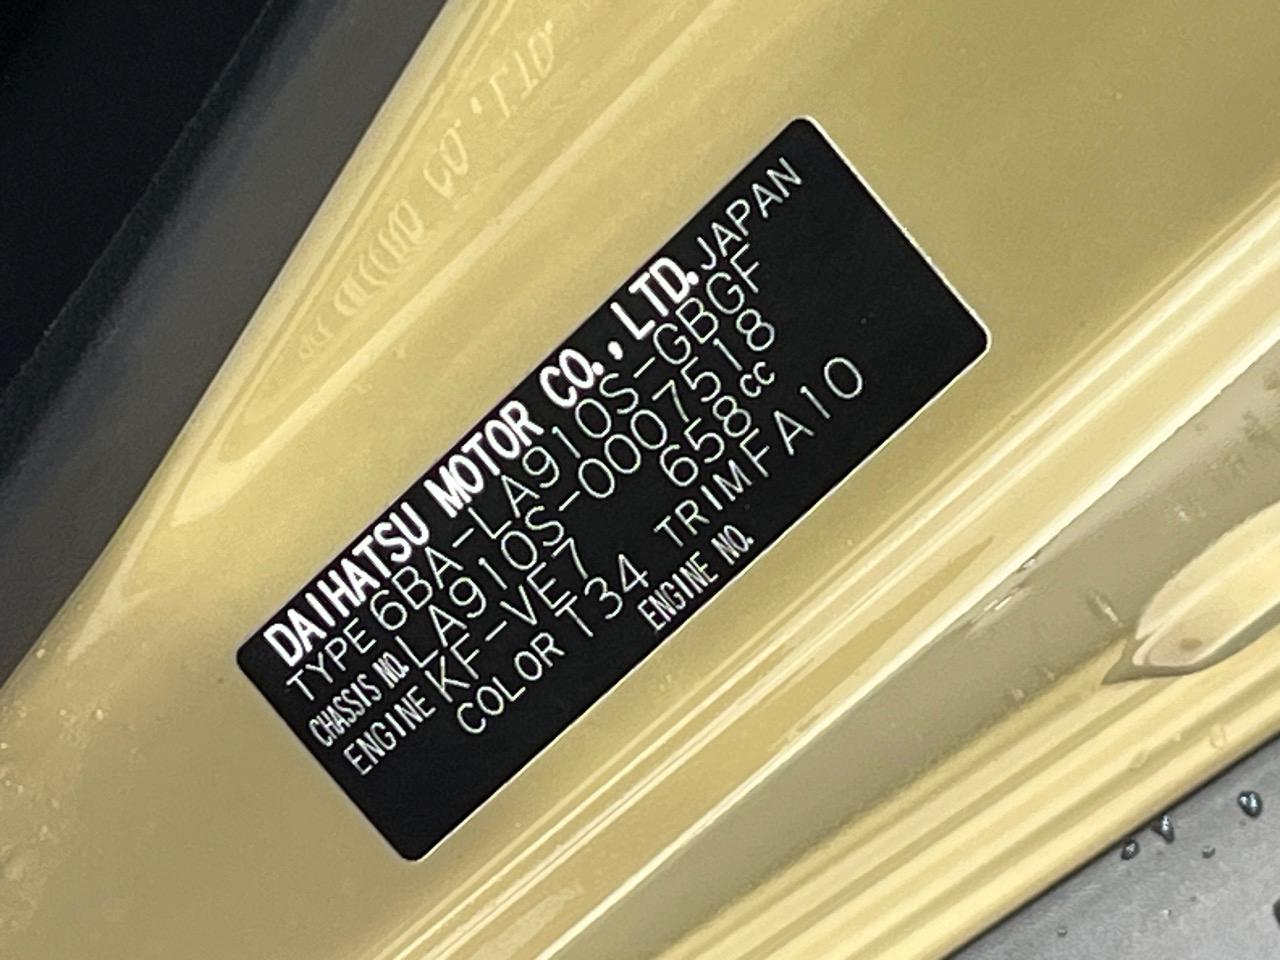 DAIHATSU MOTOR CO.,LTD. JAPAN
TYPE 6BA-LA910S-GBGF
CHASSIS NO. LA910S-0007518
ENGINE KF-VE7 658cc
COLOR T34 TRIM FA10
ENGINE NO.